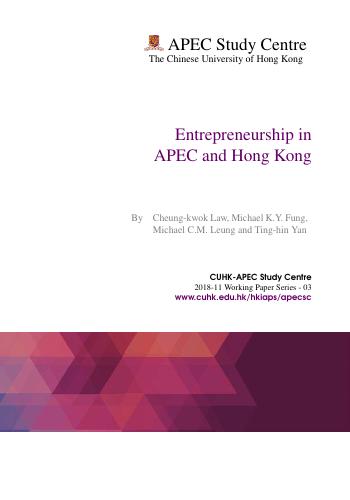 APEC Study Centre
The Chinese University of Hong Kong
Entrepreneurship in
APEC and Hong Kong
By Cheung-kwok Law, Michael K.Y. Fung,
Michael C.M. Leung and Ting-hin Yan
CUHK-APEC Study Centre
2018-11 Working Paper Series - 03
www.cuhk.edu.hk/hkiaps/apecsc